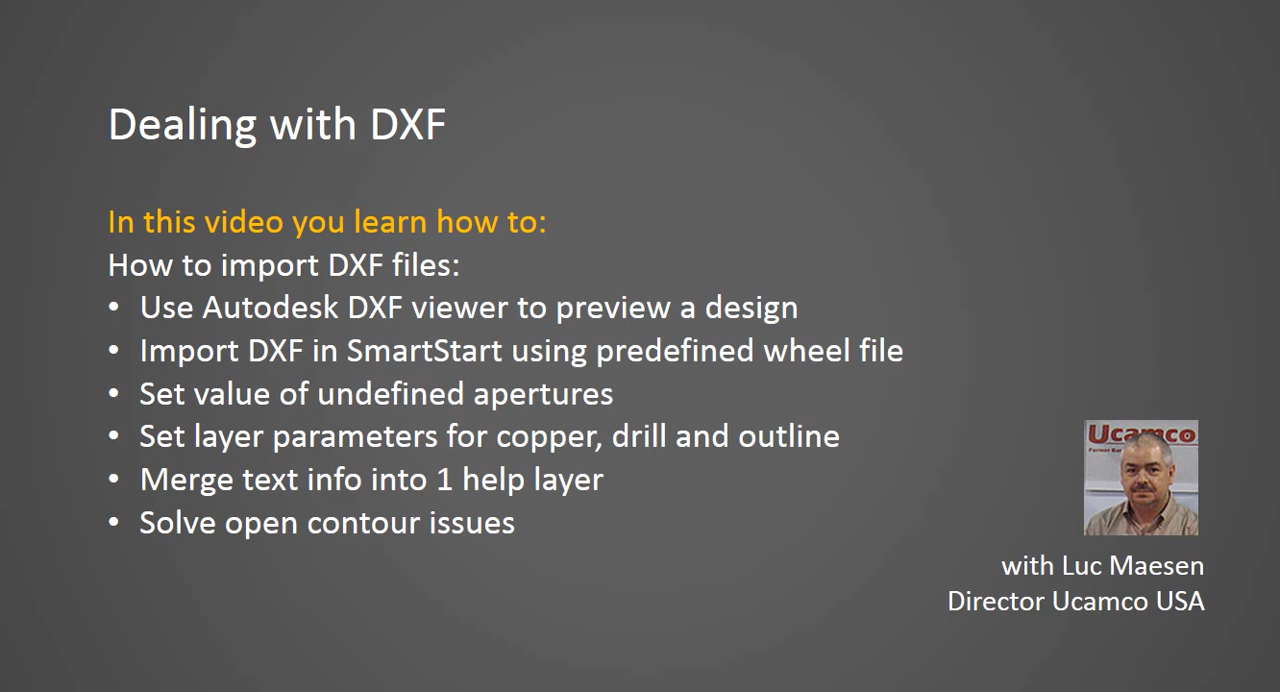 Dealing with DXF
In this video you learn how to:
How to import DXF files:
• Use Autodesk DXF viewer to preview a design
• Import DXF in SmartStart using predefined wheel file
• Set value of undefined apertures
• Set layer parameters for copper, drill and outline
• Merge text info into 1 help layer
• Solve open contour issues
Ucamco
with Luc Maesen
Director Ucamco USA